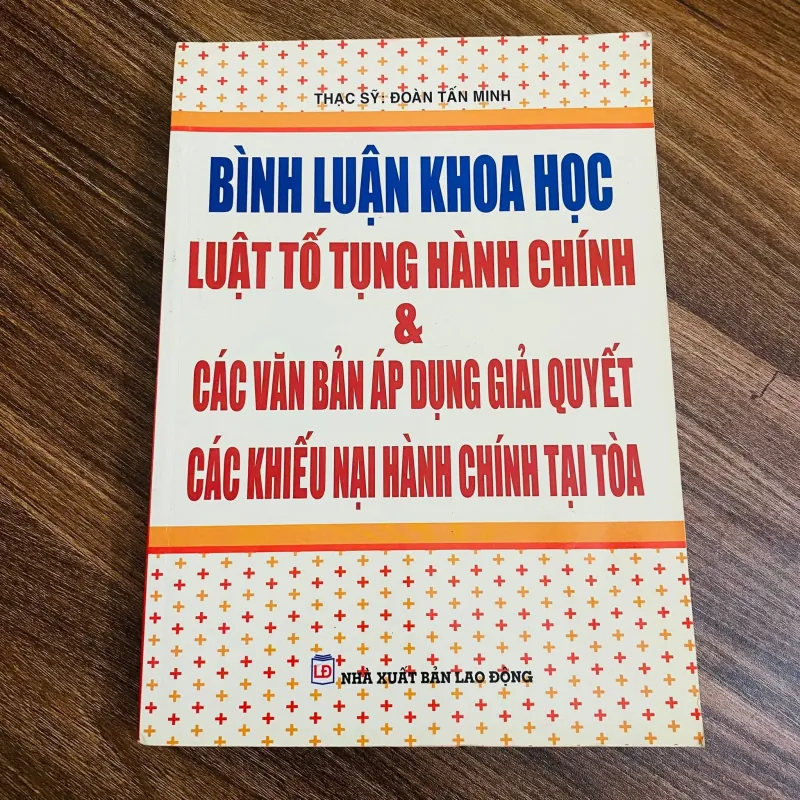 THẠC SỸ: ĐOÀN TẤN MINH
BÌNH LUẬN KHOA HỌC
LUẬT TỐ TỤNG HÀNH CHÍNH
&
CÁC VĂN BẢN ÁP DỤNG GIẢI QUYẾT
CÁC KHIẾU NẠI HÀNH CHÍNH TẠI TÒA
LĐ NHÀ XUẤT BẢN LAO ĐỘNG